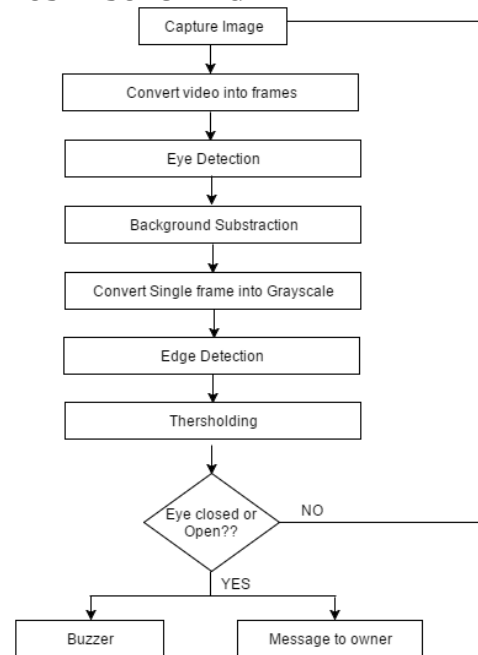 Capture Image
Convert video into frames
Eye Detection
Background Substraction
Convert Single frame into Grayscale
Edge Detection
Thersholding
Eye closed or
Open??
NO
YES
Buzzer
Message to owner